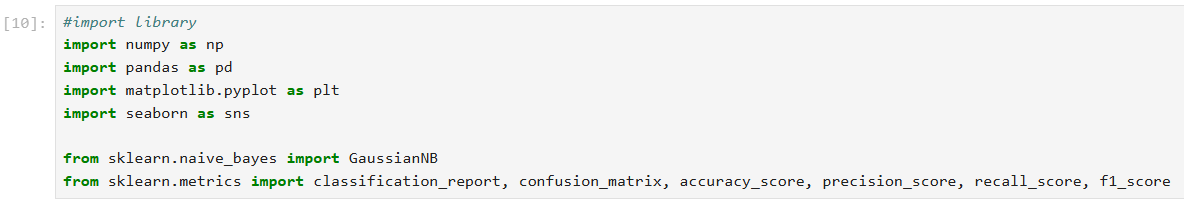 [10]: #import library
import numpy as np
import pandas as pd
import matplotlib.pyplot as plt
import seaborn as sns
from sklearn.naive_bayes import GaussianNB
from sklearn.metrics import classification_report, confusion_matrix, accuracy_score, precision_score, recall_score, f1_score